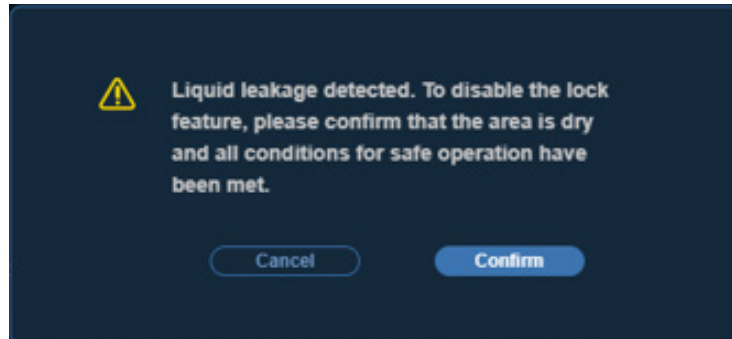 Liquid leakage detected. To disable the lock
feature, please confirm that the area is dry
and all conditions for safe operation have
been met.
Cancel Confirm